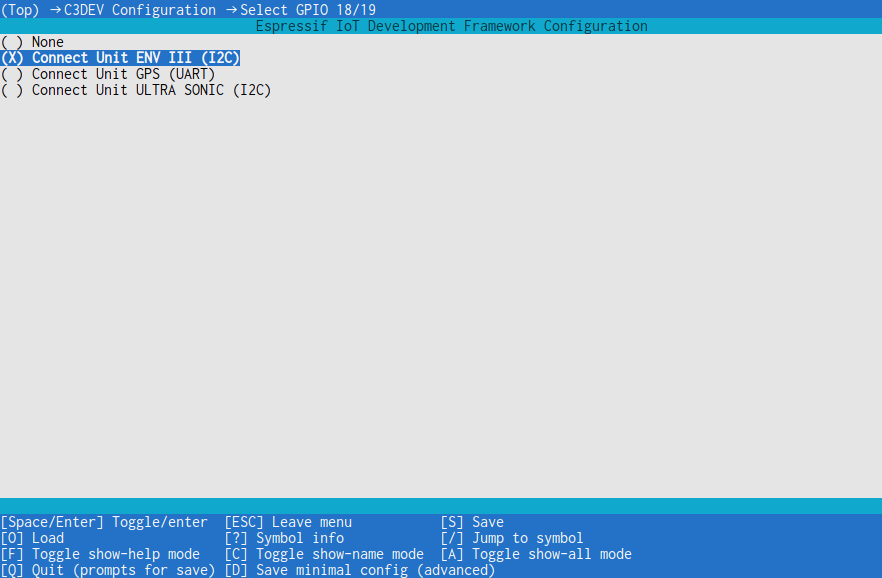 (Top) →C3DEV Configuration →Select GPIO 18/19
Espressif IoT Development Framework Configuration
( ) None
(X) Connect Unit ENV III (I2C)
( ) Connect Unit GPS (UART)
( ) Connect Unit ULTRA SONIC (I2C)
[Space/Enter] Toggle/enter [ESC] Leave menu [S] Save
[O] Load [?] Symbol info [/] Jump to symbol
[F] Toggle show-help mode [C] Toggle show-name mode [A] Toggle show-all mode
[Q] Quit (prompts for save) [D] Save minimal config (advanced)